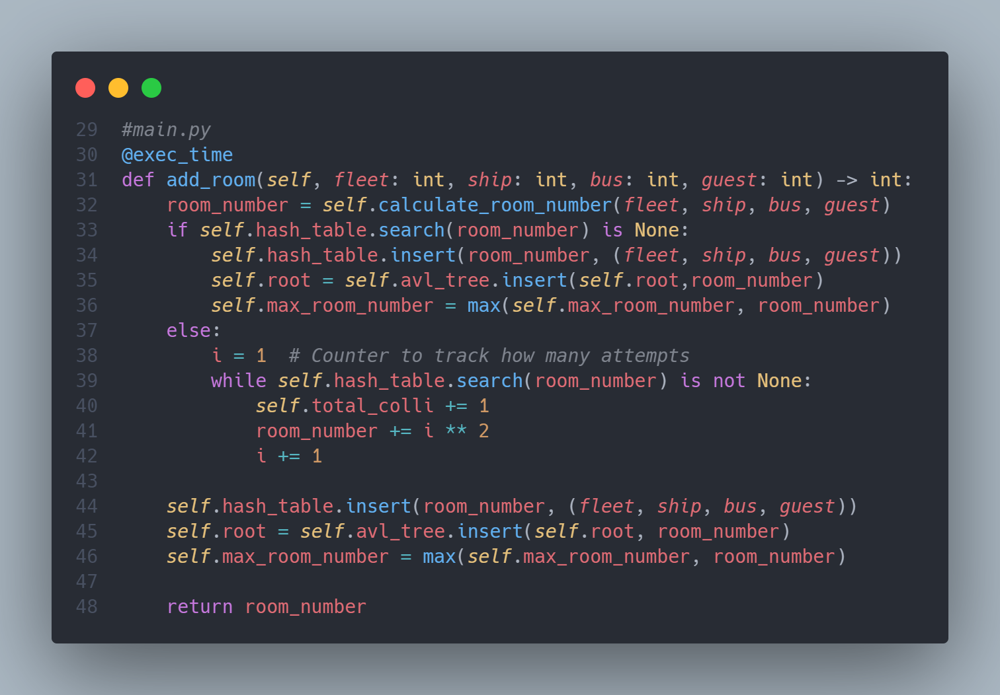 29 #main.py
30 @exec_time
31 def add_room(self, fleet: int, ship: int, bus: int, guest: int) -> int:
32     room_number = self.calculate_room_number(fleet, ship, bus, guest)
33     if self.hash_table.search(room_number) is None:
34         self.hash_table.insert(room_number, (fleet, ship, bus, guest))
35         self.root = self.avl_tree.insert(self.root,room_number)
36         self.max_room_number = max(self.max_room_number, room_number)
37     else:
38         i = 1  # Counter to track how many attempts
39         while self.hash_table.search(room_number) is not None:
40             self.total_colli += 1
41             room_number += i ** 2
42             i += 1
43
44     self.hash_table.insert(room_number, (fleet, ship, bus, guest))
45     self.root = self.avl_tree.insert(self.root, room_number)
46     self.max_room_number = max(self.max_room_number, room_number)
47
48     return room_number